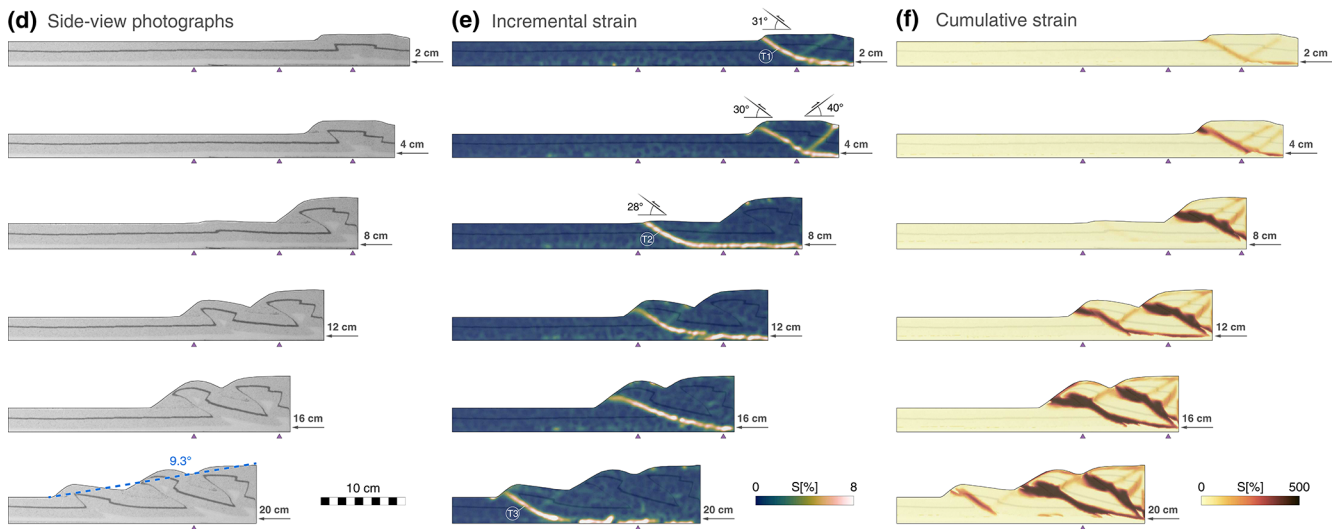 (d) Side-view photographs
(e) Incremental strain
(f) Cumulative strain
2 cm
31°
T1
2 cm
2 cm
4 cm
30°
40°
4 cm
4 cm
8 cm
28°
T2
8 cm
8 cm
12 cm
12 cm
12 cm
16 cm
16 cm
16 cm
9.3°
20 cm
10 cm
T3
20 cm
0 S[%] 8
20 cm
0 S[%] 500